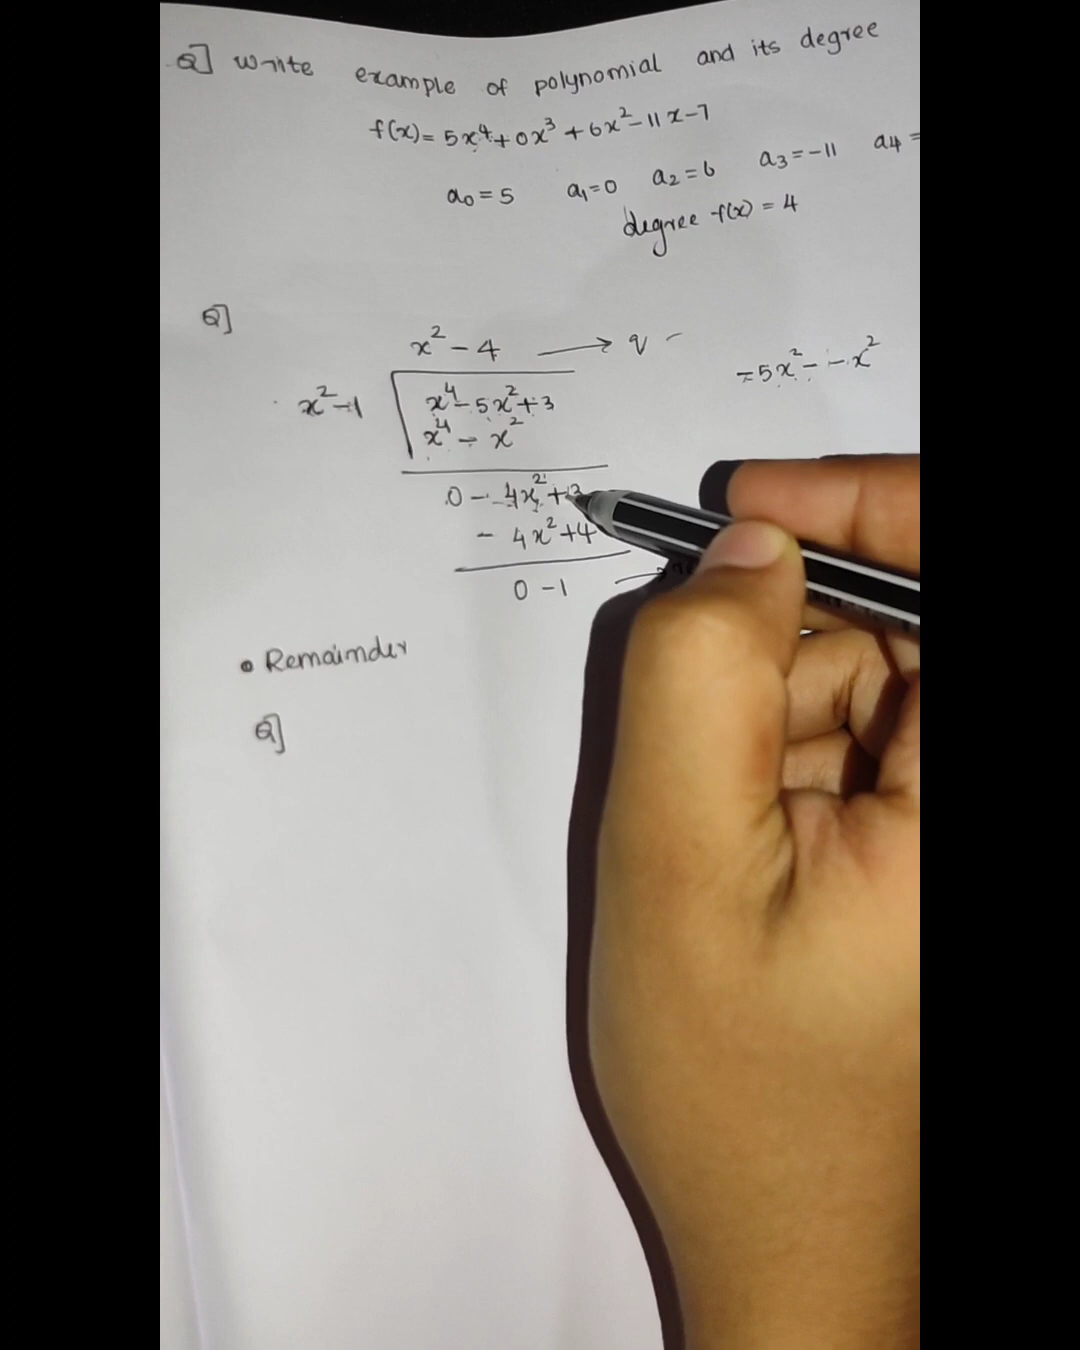 Q] Write example of polynomial and its degree
f(x) = 5x⁴ + 0x³ + 6x² - 11x - 7
a₀ = 5 a₁ = 0 a₂ = 6 a₃ = -11 a₄ =
degree f(x) = 4
Q]
x² - 4 → q -
= 5x² - - x²
x² - 1 x⁴ - 5x² + 3
x⁴ - x²
0 - 4x² + 3
- 4x² + 4
0 - 1 →
• Remainder
Q]